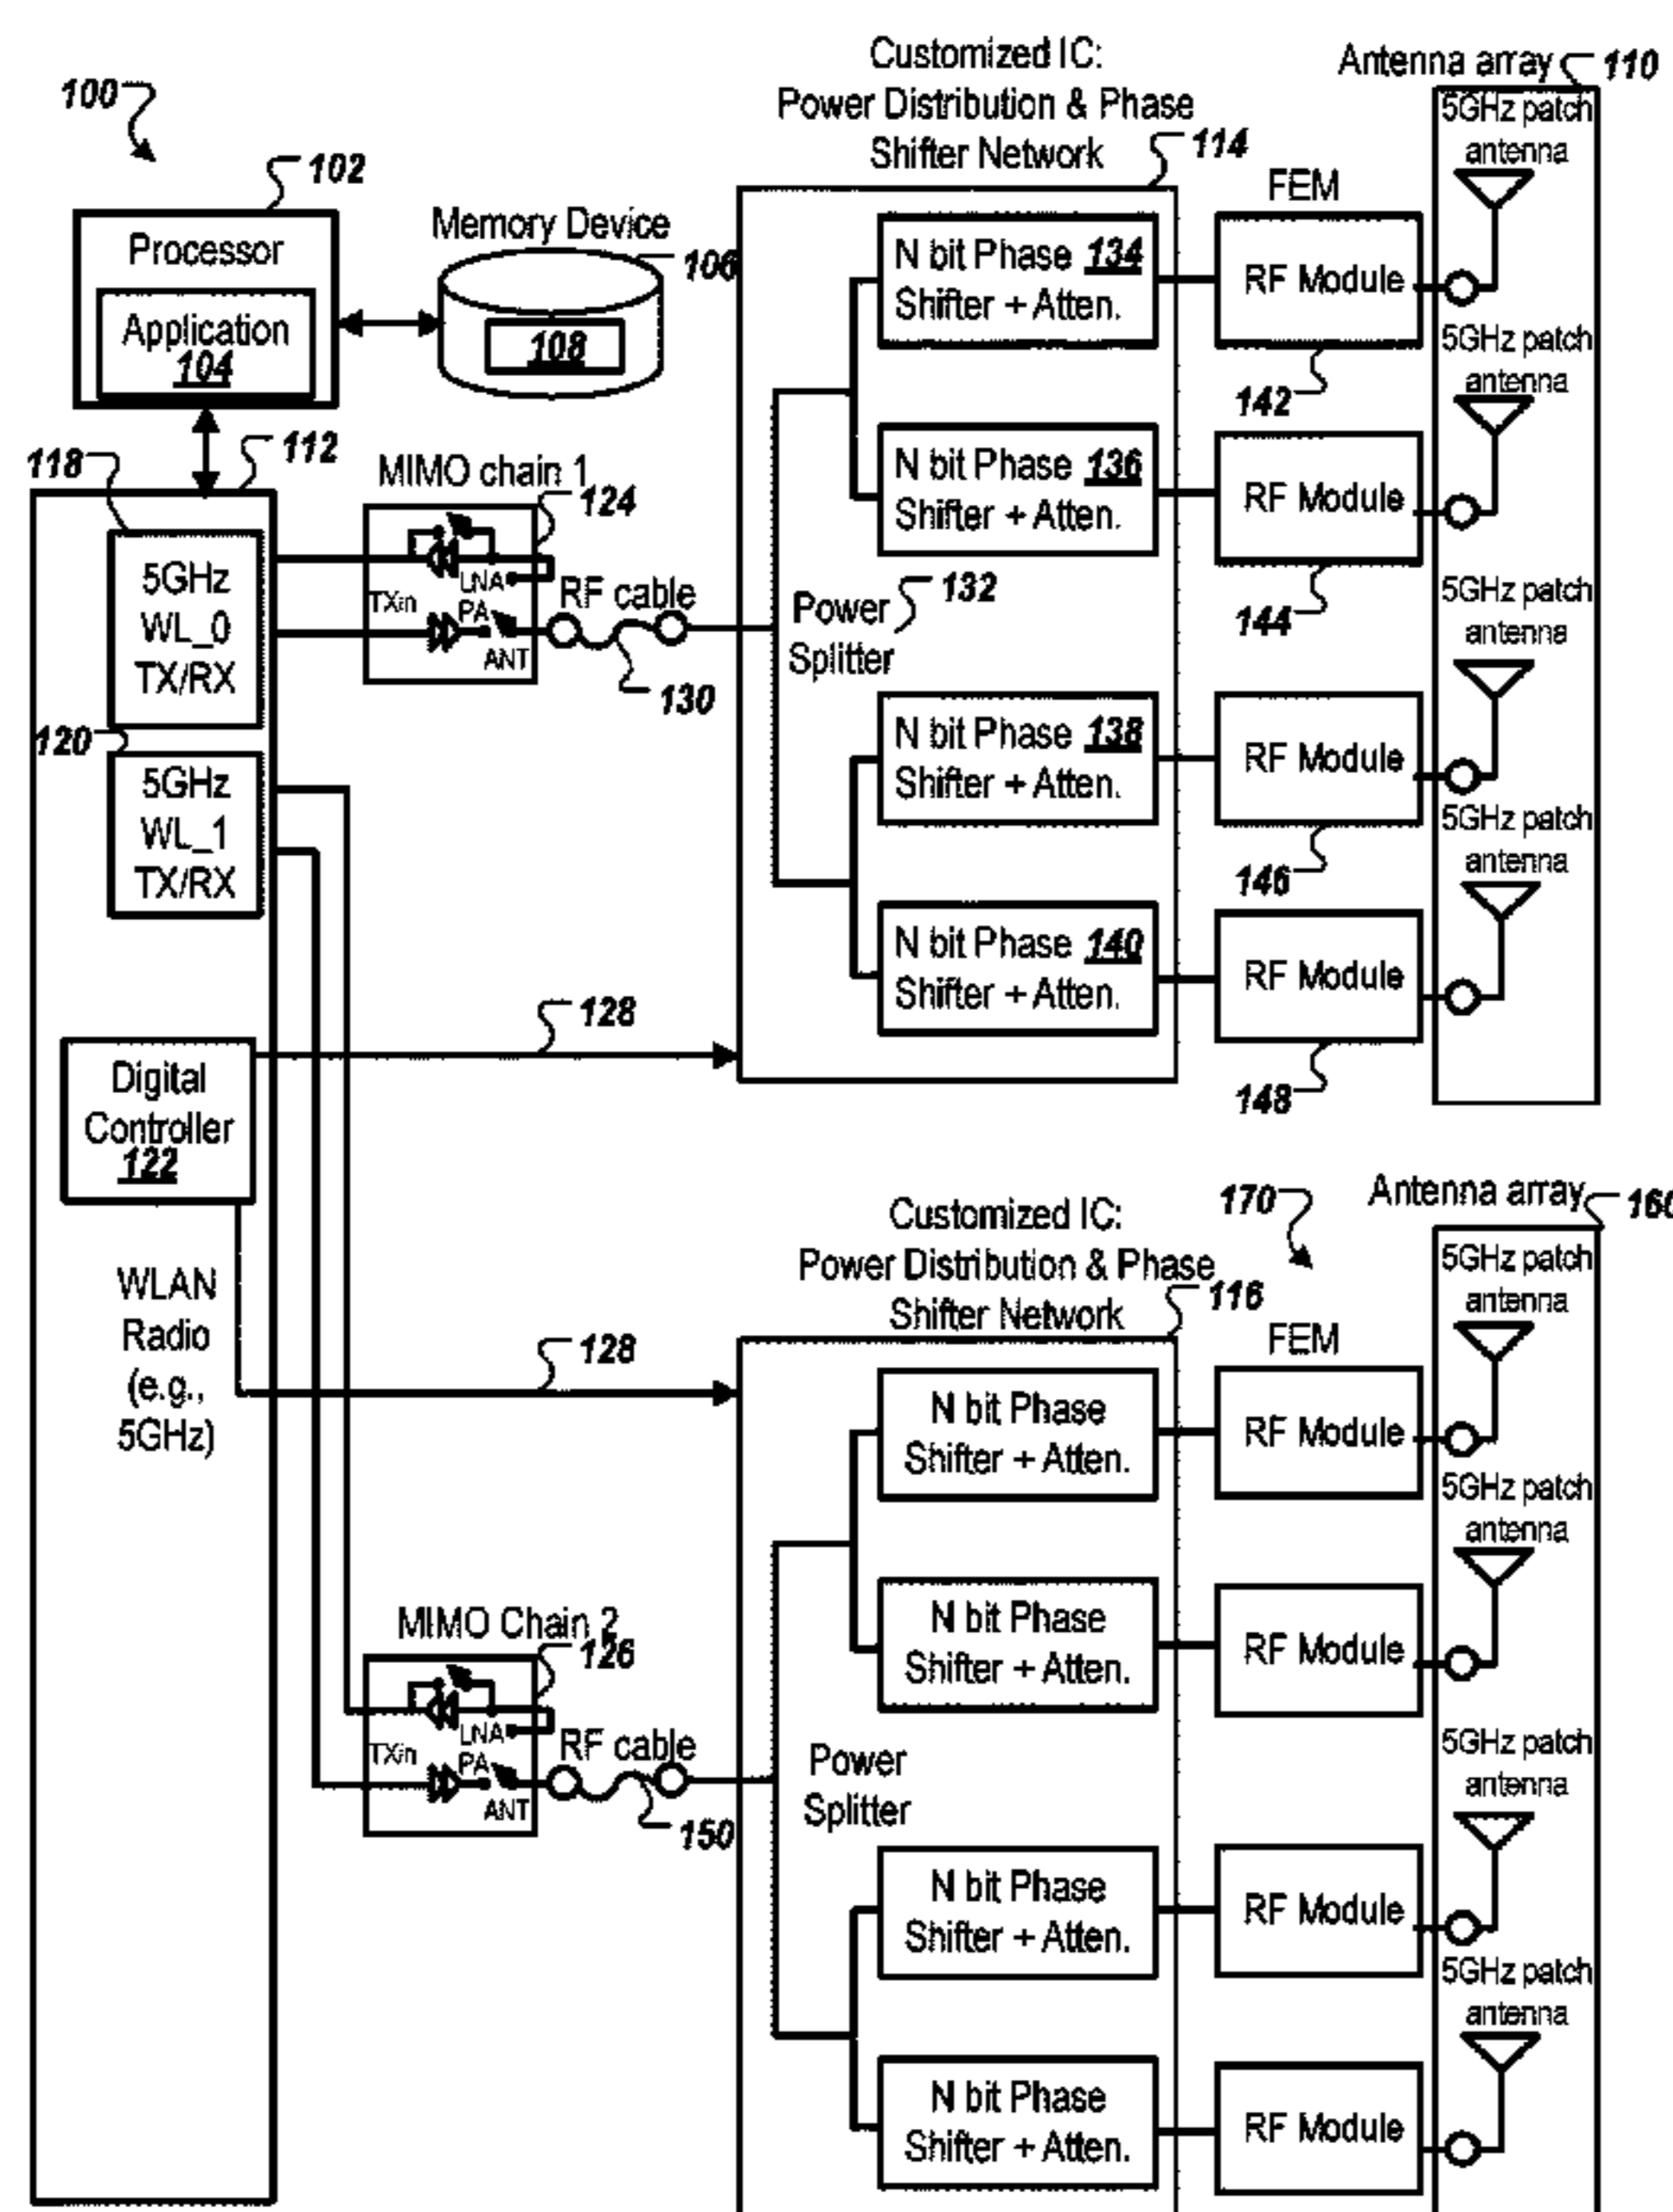 100
102
Processor
Application
104
Memory Device
106
108
Customized IC:
Power Distribution & Phase
Shifter Network
114
Antenna array
110
FEM
N bit Phase 134
Shifter + Atten.
RF Module
142
5GHz patch
antenna
N bit Phase 136
Shifter + Atten.
RF Module
144
5GHz patch
antenna
Power
Splitter
132
N bit Phase 138
Shifter + Atten.
RF Module
146
5GHz patch
antenna
N bit Phase 140
Shifter + Atten.
RF Module
148
5GHz patch
antenna
118
112
5GHz
WL_0
TX/RX
120
5GHz
WL_1
TX/RX
MIMO chain 1
124
LNA
TXin
PA
ANT
RF cable
130
128
Digital
Controller
122
WLAN
Radio
(e.g.,
5GHz)
128
Customized IC:
Power Distribution & Phase
Shifter Network
116
170
Antenna array
160
FEM
N bit Phase
Shifter + Atten.
RF Module
5GHz patch
antenna
N bit Phase
Shifter + Atten.
RF Module
5GHz patch
antenna
MIMO Chain 2
126
LNA
TXin
PA
ANT
RF cable
150
Power
Splitter
N bit Phase
Shifter + Atten.
RF Module
5GHz patch
antenna
N bit Phase
Shifter + Atten.
RF Module
5GHz patch
antenna